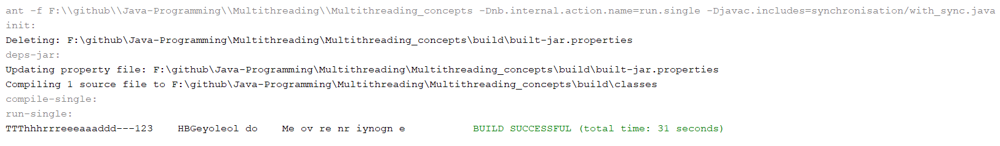 ant -f F:\\github\\Java-Programming\\Multithreading\\Multithreading_concepts -Dnb.internal.action.name=run.single -Djavac.includes=synchronisation/with_sync.java
init:
Deleting: F:\github\Java-Programming\Multithreading\Multithreading_concepts\build\built-jar.properties
deps-jar:
Updating property file: F:\github\Java-Programming\Multithreading\Multithreading_concepts\build\built-jar.properties
Compiling 1 source file to F:\github\Java-Programming\Multithreading\Multithreading_concepts\build\classes
compile-single:
run-single:
TTThhhrrreeeaaaddd---123    HBGeyoleol do    Me ov re nr iynogn e           BUILD SUCCESSFUL (total time: 31 seconds)